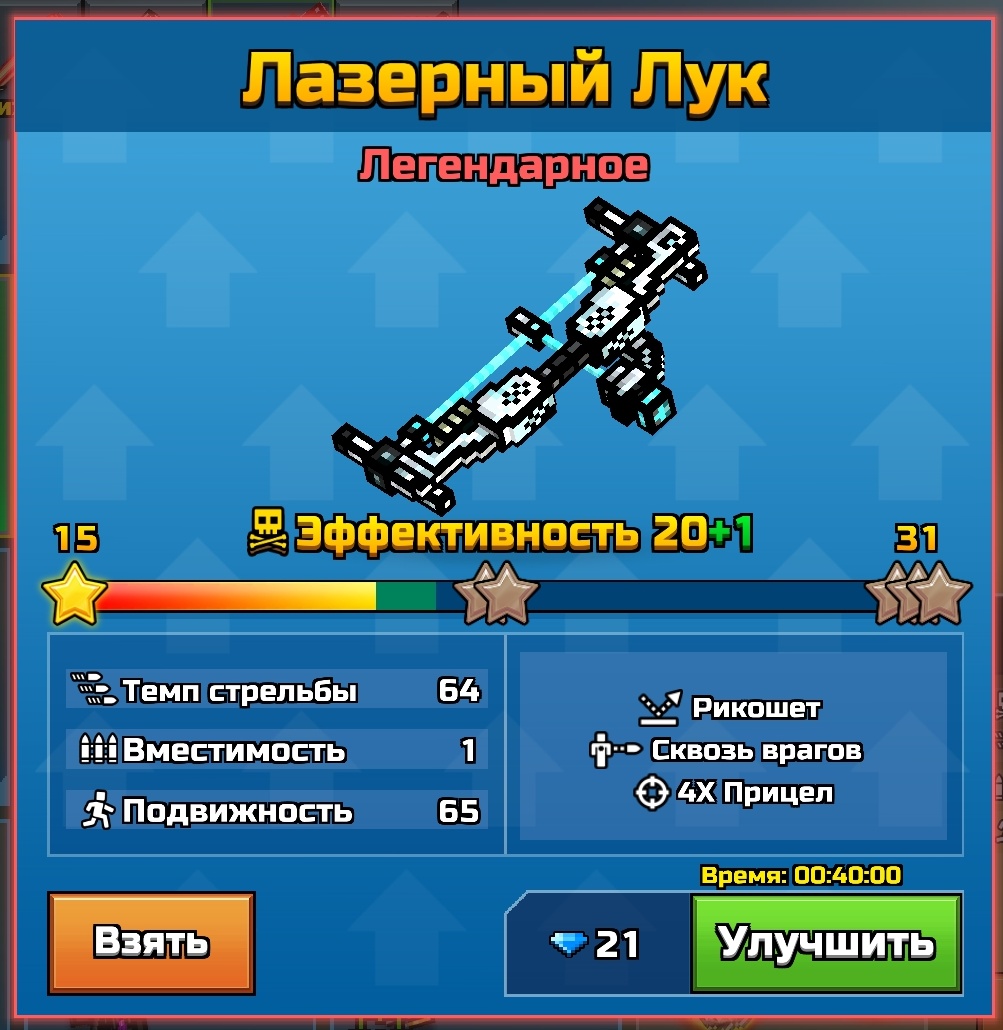 Лазерный Лук
Легендарное
15
Эффективность 20+1
31
Темп стрельбы 64
Вместимость 1
Подвижность 65
Рикошет
Сквозь врагов
4X Прицел
Время: 00:40:00
Взять
21
Улучшить